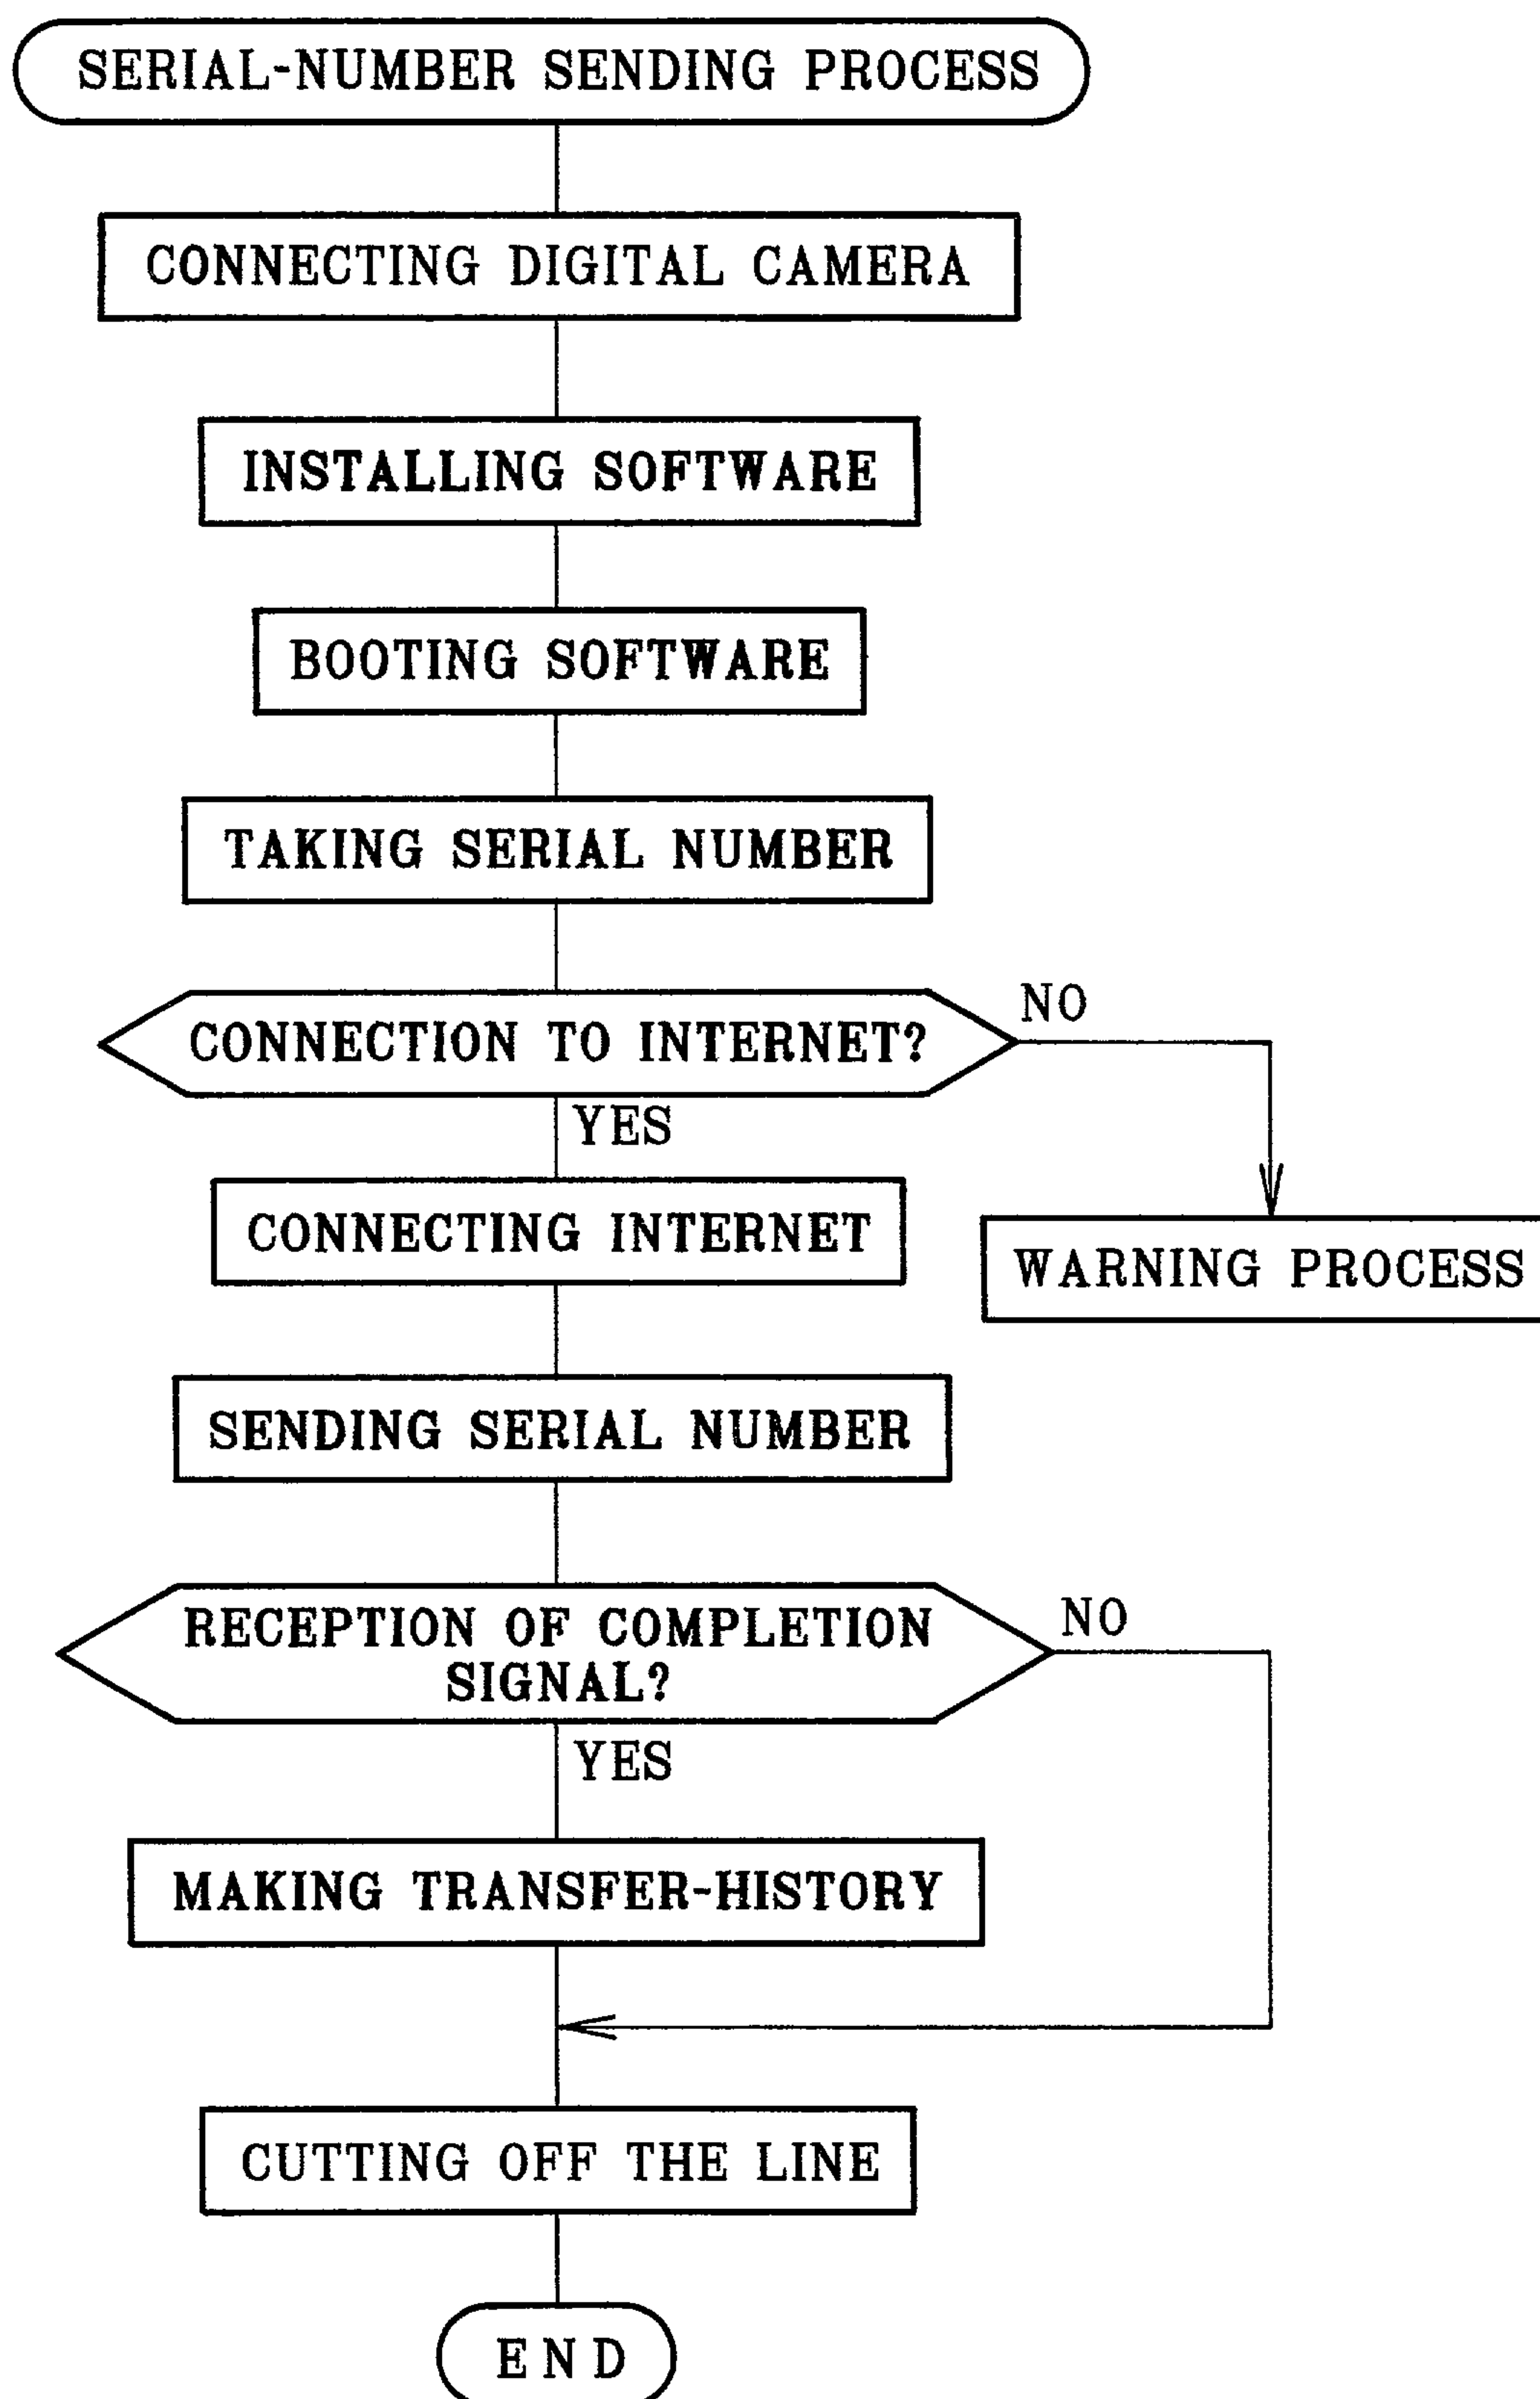 SERIAL-NUMBER SENDING PROCESS
CONNECTING DIGITAL CAMERA
INSTALLING SOFTWARE
BOOTING SOFTWARE
TAKING SERIAL NUMBER
CONNECTION TO INTERNET?
NO
YES
CONNECTING INTERNET
WARNING PROCESS
SENDING SERIAL NUMBER
RECEPTION OF COMPLETION
SIGNAL?
NO
YES
MAKING TRANSFER-HISTORY
CUTTING OFF THE LINE
END